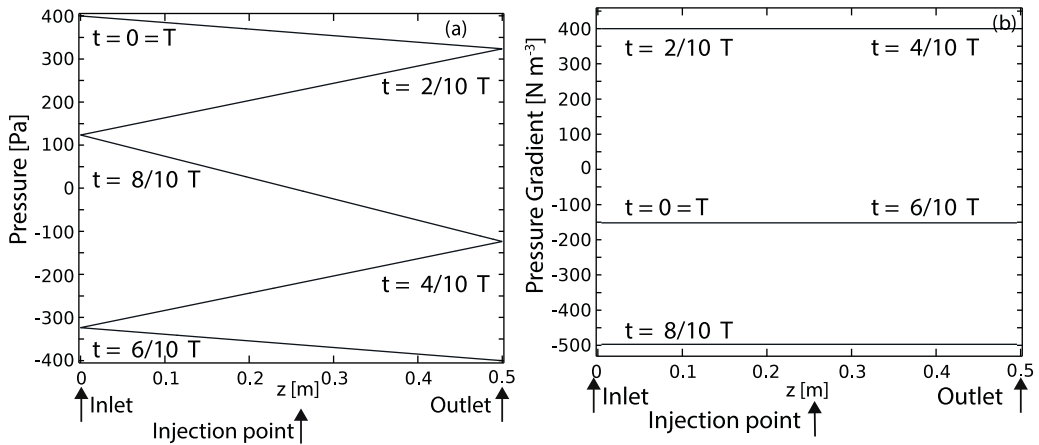 (a)
Pressure [Pa]
400
300
200
100
0
-100
-200
-300
-400
t = 0 = T
t = 2/10 T
t = 8/10 T
t = 4/10 T
t = 6/10 T
0 0.1 0.2 0.3 0.4 0.5
z [m]
Inlet
Outlet
Injection point
(b)
Pressure Gradient [N m⁻³]
400
300
200
100
0
-100
-200
-300
-400
-500
t = 2/10 T t = 4/10 T
t = 0 = T t = 6/10 T
t = 8/10 T
0 0.1 0.2 0.3 0.4 0.5
z [m]
Inlet
Outlet
Injection point